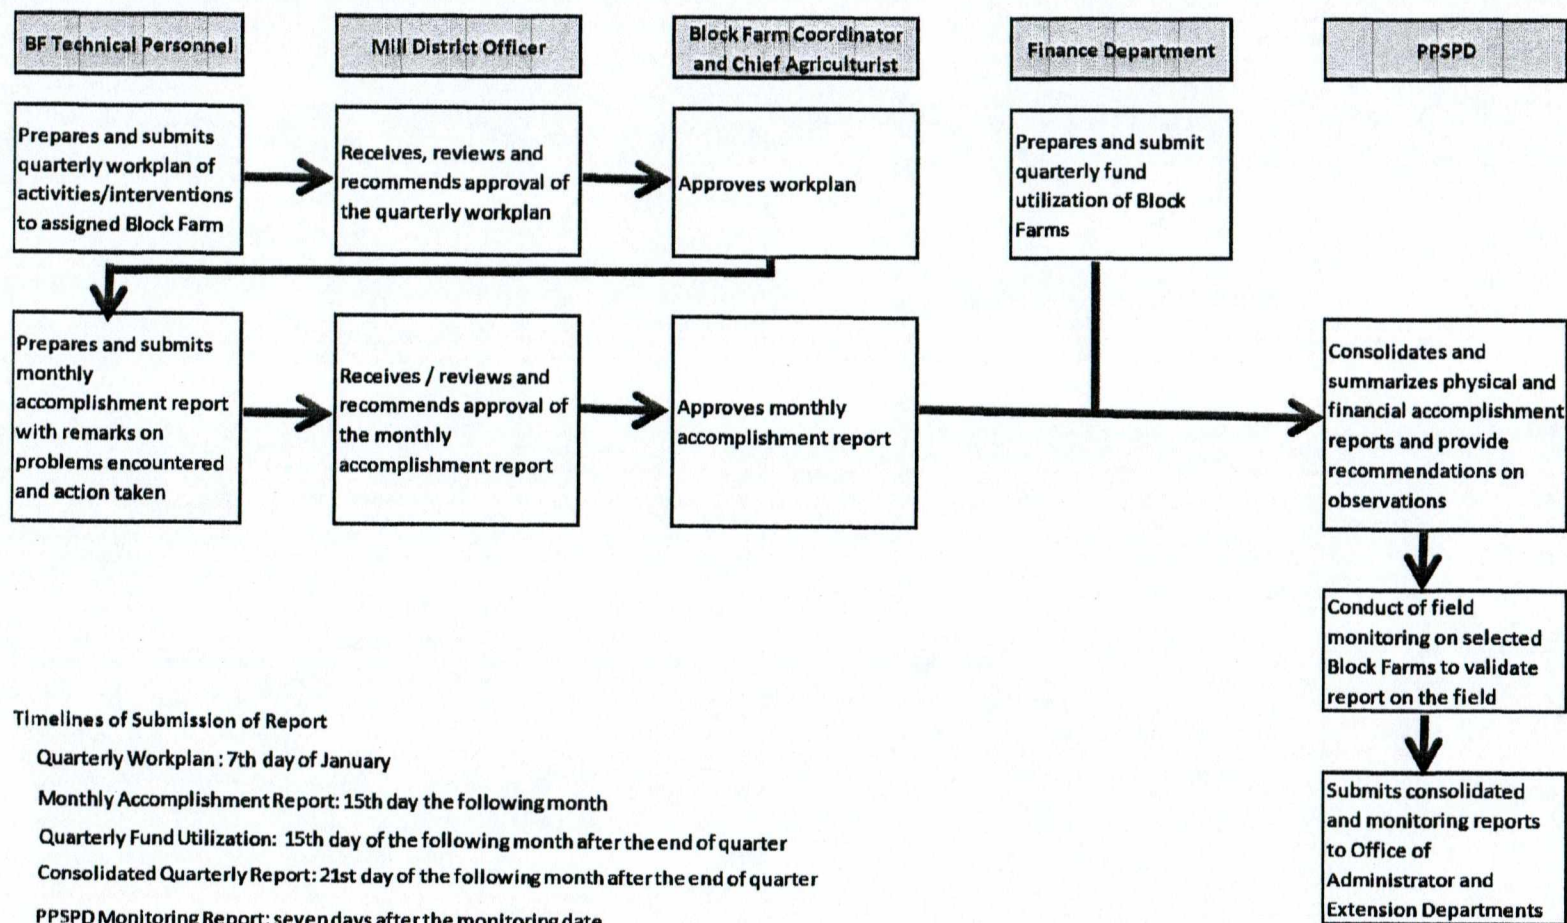 BF Technical Personnel
Mill District Officer
Block Farm Coordinator
and Chief Agriculturist
Finance Department
PPSPD
Prepares and submits
quarterly workplan of
activities/interventions
to assigned Block Farm
Receives, reviews and
recommends approval of
the quarterly workplan
Approves workplan
Prepares and submit
quarterly fund
utilization of Block
Farms
Prepares and submits
monthly
accomplishment report
with remarks on
problems encountered
and action taken
Receives / reviews and
recommends approval of
the monthly
accomplishment report
Approves monthly
accomplishment report
Consolidates and
summarizes physical and
financial accomplishment
reports and provide
recommendations on
observations
Conduct of field
monitoring on selected
Block Farms to validate
report on the field
Submits consolidated
and monitoring reports
to Office of
Administrator and
Extension Departments
Timelines of Submission of Report
Quarterly Workplan : 7th day of January
Monthly Accomplishment Report: 15th day the following month
Quarterly Fund Utilization: 15th day of the following month after the end of quarter
Consolidated Quarterly Report: 21st day of the following month after the end of quarter
PPSPD Monitoring Report: seven days after the monitoring date